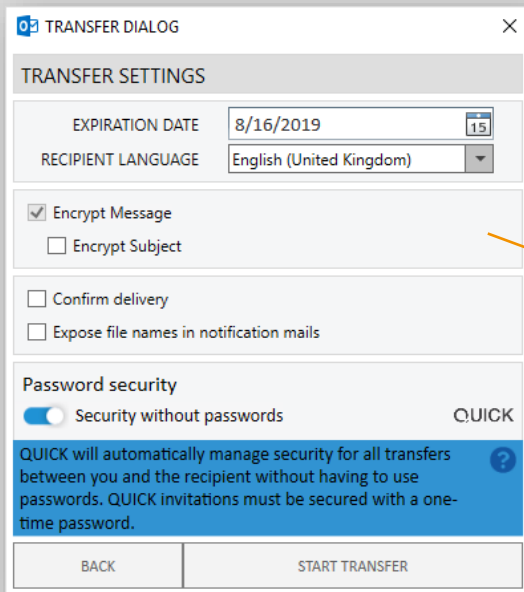 TRANSFER DIALOG
TRANSFER SETTINGS
EXPIRATION DATE 8/16/2019 15
RECIPIENT LANGUAGE English (United Kingdom)
Encrypt Message
Encrypt Subject
Confirm delivery
Expose file names in notification mails
Password security
Security without passwords QUICK
QUICK will automatically manage security for all transfers ?
between you and the recipient without having to use
passwords. QUICK invitations must be secured with a one-
time password.
BACK START TRANSFER